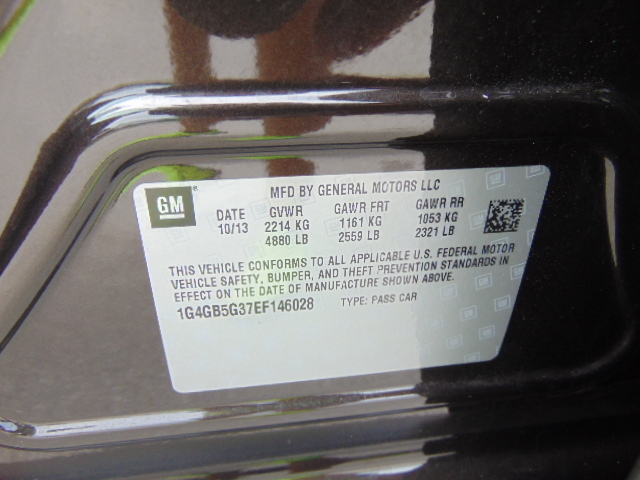 GM
MFD BY GENERAL MOTORS LLC
DATE GVWR GAWR FRT GAWR RR
10/13 2214 KG 1161 KG 1053 KG
4880 LB 2559 LB 2321 LB
THIS VEHICLE CONFORMS TO ALL APPLICABLE U.S. FEDERAL MOTOR
VEHICLE SAFETY, BUMPER, AND THEFT PREVENTION STANDARDS IN
EFFECT ON THE DATE OF MANUFACTURE SHOWN ABOVE.
1G4GB5G37EF146028 TYPE: PASS CAR